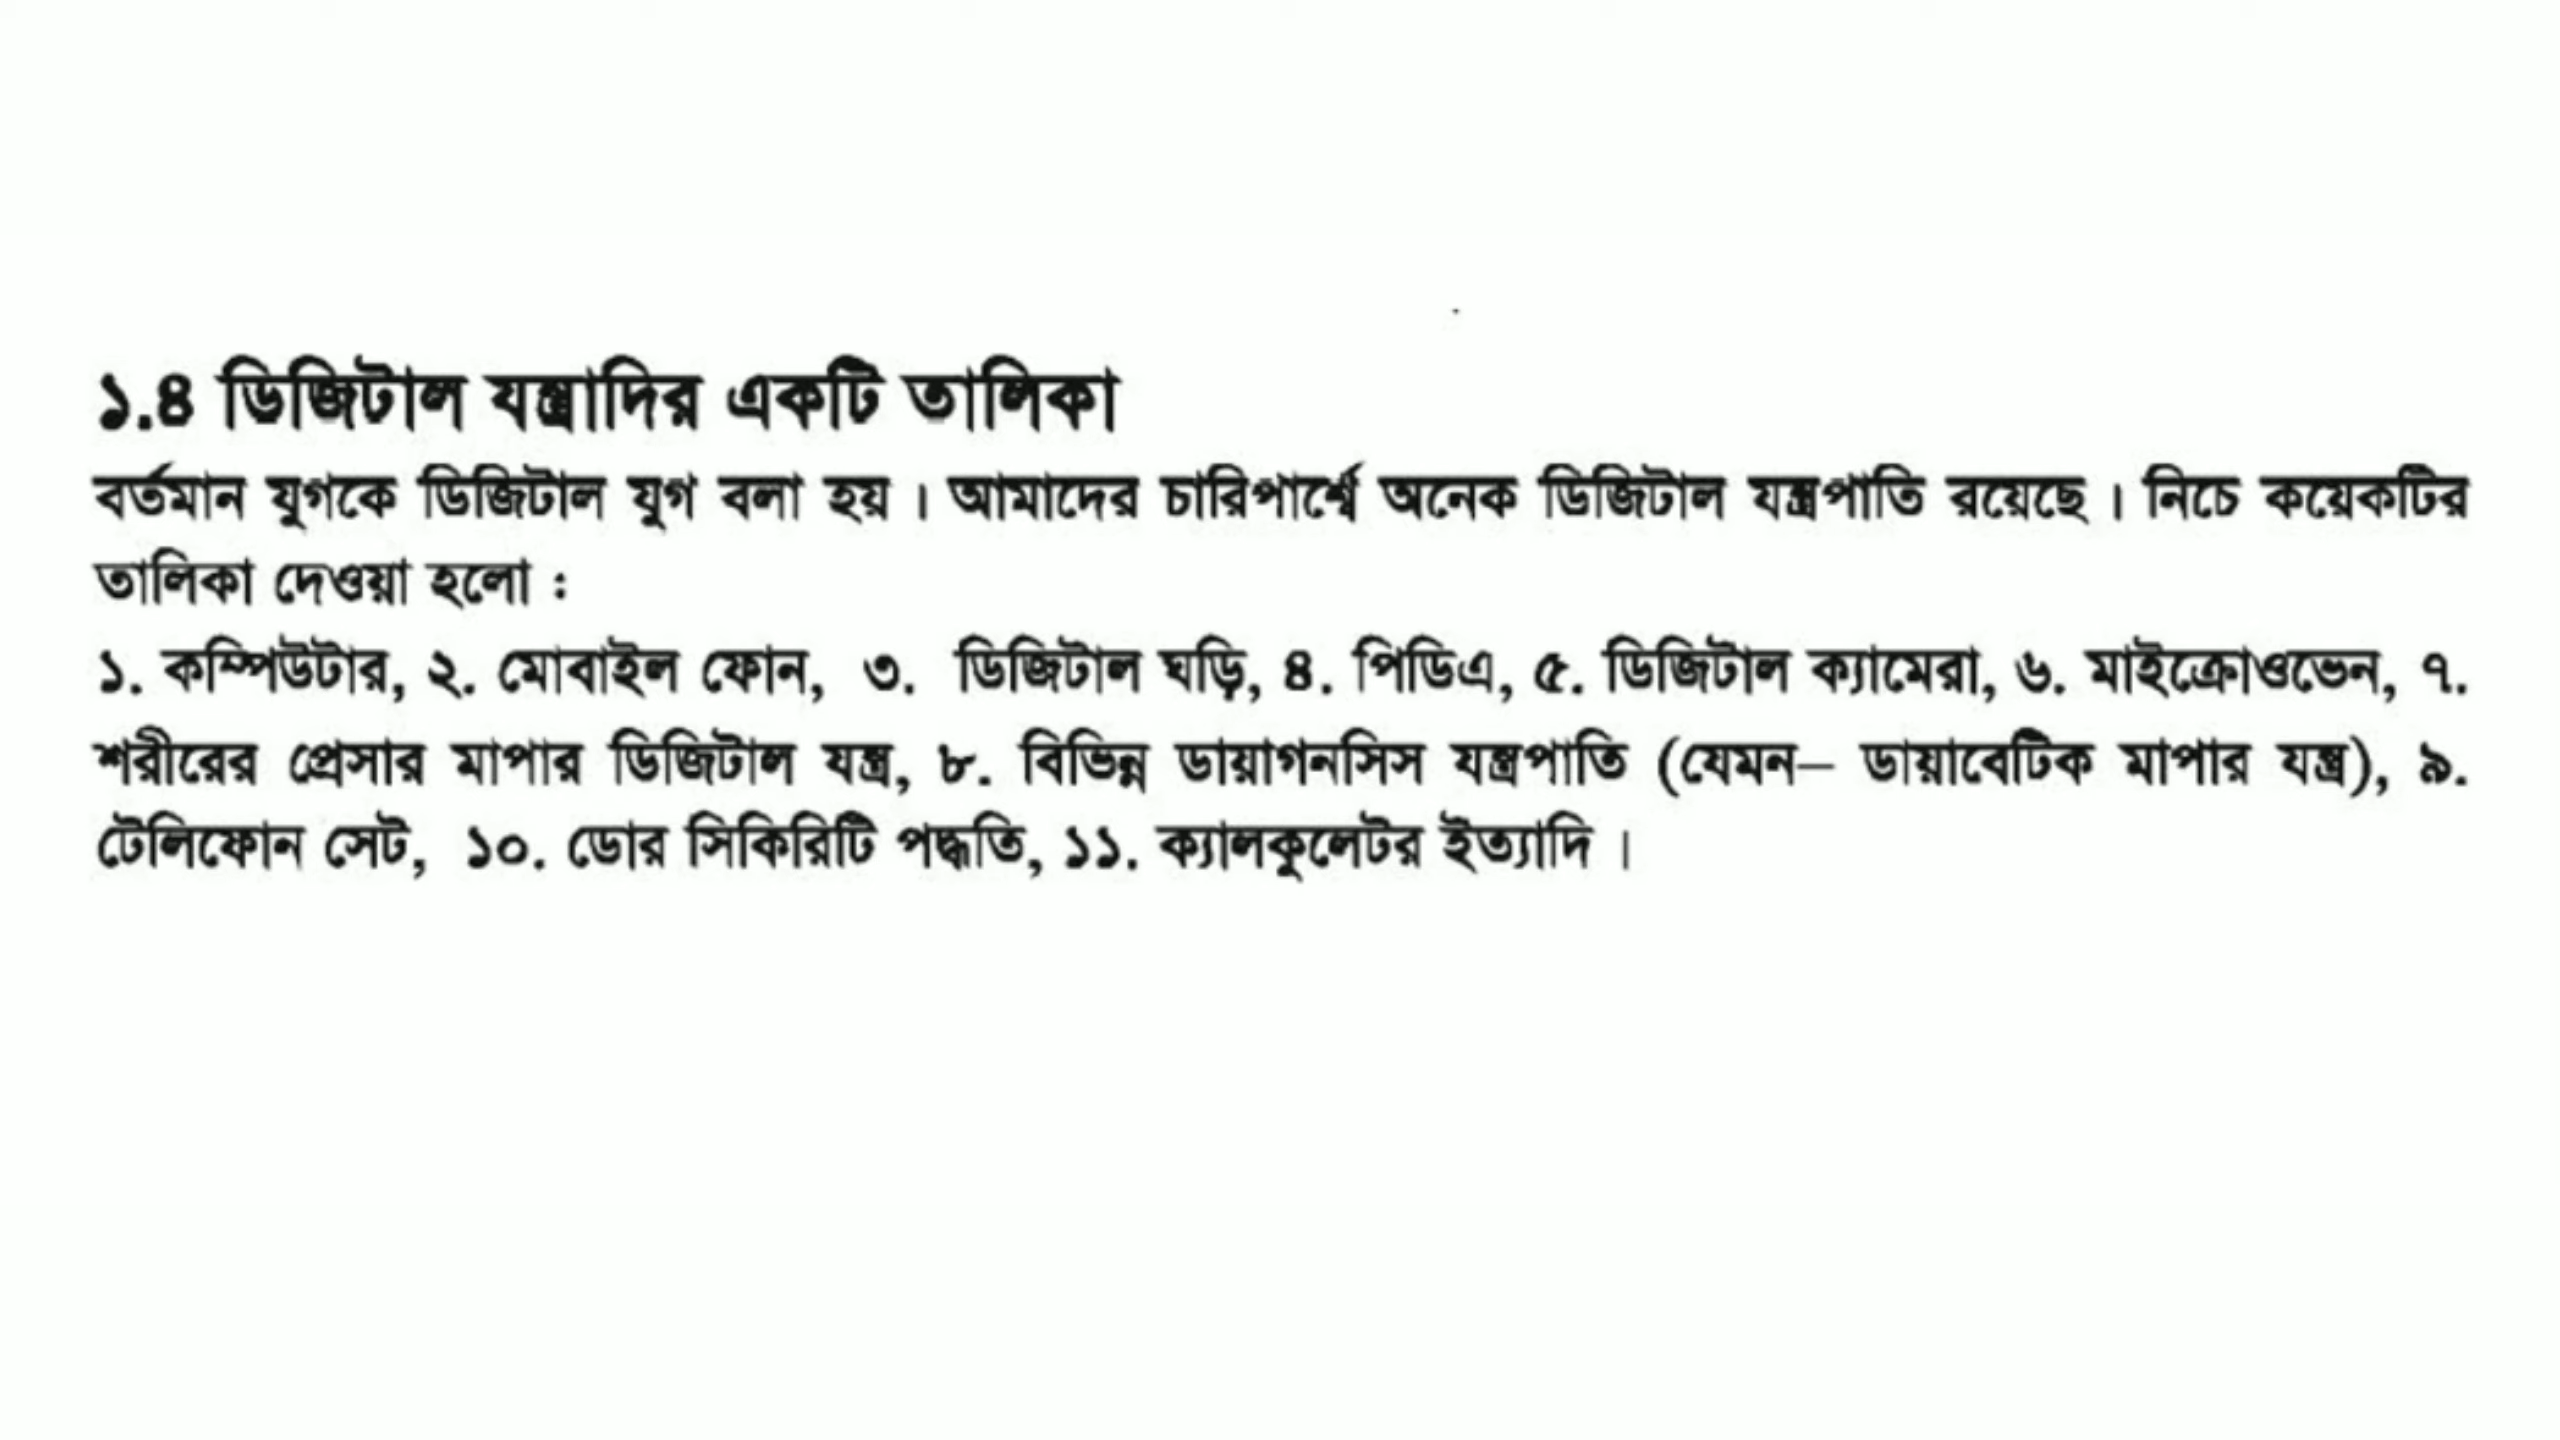 ১.৪ ডিজিটাল যন্ত্রাদির একটি তালিকা
বর্তমান যুগকে ডিজিটাল যুগ বলা হয় । আমাদের চারিপার্শ্বে অনেক ডিজিটাল যন্ত্রপাতি রয়েছে । নিচে কয়েকটির
তালিকা দেওয়া হলো :
১. কম্পিউটার, ২. মোবাইল ফোন, ৩. ডিজিটাল ঘড়ি, ৪. পিডিএ, ৫. ডিজিটাল ক্যামেরা, ৬. মাইক্রোওভেন, ৭.
শরীরের প্রেসার মাপার ডিজিটাল যন্ত্র, ৮. বিভিন্ন ডায়াগনসিস যন্ত্রপাতি (যেমন– ডায়াবেটিক মাপার যন্ত্র), ৯.
টেলিফোন সেট, ১০. ডোর সিকিরিটি পদ্ধতি, ১১. ক্যালকুলেটর ইত্যাদি ।